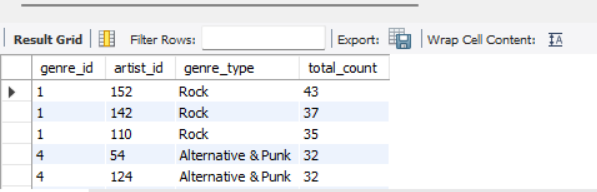 Result Grid Filter Rows: Export: Wrap Cell Content: IA
genre_id artist_id genre_type total_count
1 152 Rock 43
1 142 Rock 37
1 110 Rock 35
4 54 Alternative & Punk 32
4 124 Alternative & Punk 32